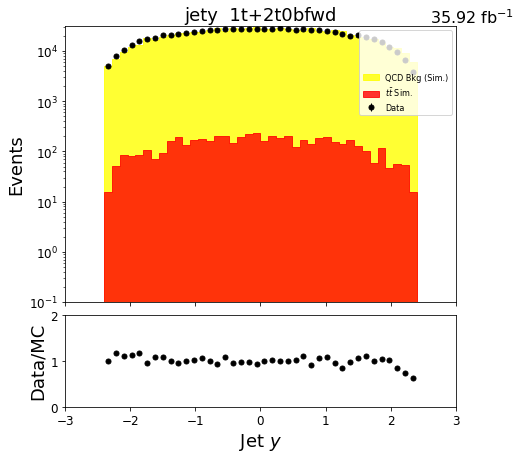 jety 1t+2t0bfwd
35.92 fb⁻¹
Events
10⁴
10³
10²
10¹
10⁰
10⁻¹
QCD Bkg (Sim.)
tt̄ Sim.
Data
Data/MC
2
1
0
−3 −2 −1 0 1 2 3
Jet y